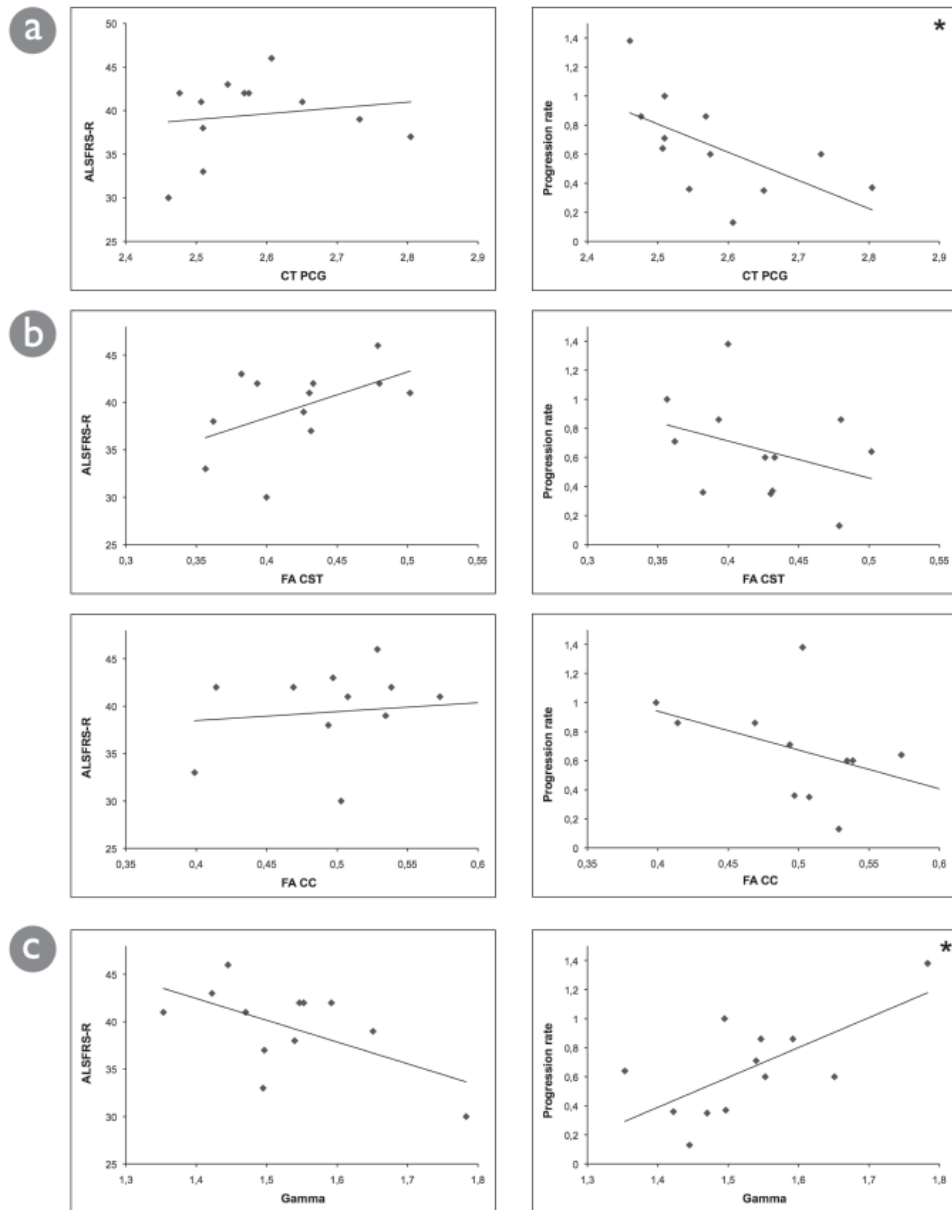 a
ALSFRS-R
50
45
40
35
30
25
2,4 2,5 2,6 2,7 2,8 2,9
CT PCG
*
Progression rate
1,4
1,2
1
0,8
0,6
0,4
0,2
0
2,4 2,5 2,6 2,7 2,8 2,9
CT PCG
b
ALSFRS-R
45
40
35
30
25
0,3 0,35 0,4 0,45 0,5 0,55
FA CST
Progression rate
1,4
1,2
1
0,8
0,6
0,4
0,2
0
0,3 0,35 0,4 0,45 0,5 0,55
FA CST
ALSFRS-R
45
40
35
30
25
0,35 0,4 0,45 0,5 0,55 0,6
FA CC
Progression rate
1,4
1,2
1
0,8
0,6
0,4
0,2
0
0,35 0,4 0,45 0,5 0,55 0,6
FA CC
c
ALSFRS-R
45
40
35
30
25
1,3 1,4 1,5 1,6 1,7 1,8
Gamma
*
Progression rate
1,4
1,2
1
0,8
0,6
0,4
0,2
0
1,3 1,4 1,5 1,6 1,7 1,8
Gamma